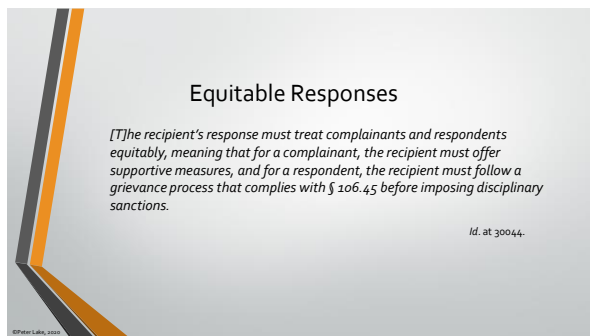 Equitable Responses
[T]he recipient's response must treat complainants and respondents
equitably, meaning that for a complainant, the recipient must offer
supportive measures, and for a respondent, the recipient must follow a
grievance process that complies with § 106.45 before imposing disciplinary
sanctions.
Id. at 30044.
©Peter Lake, 2020